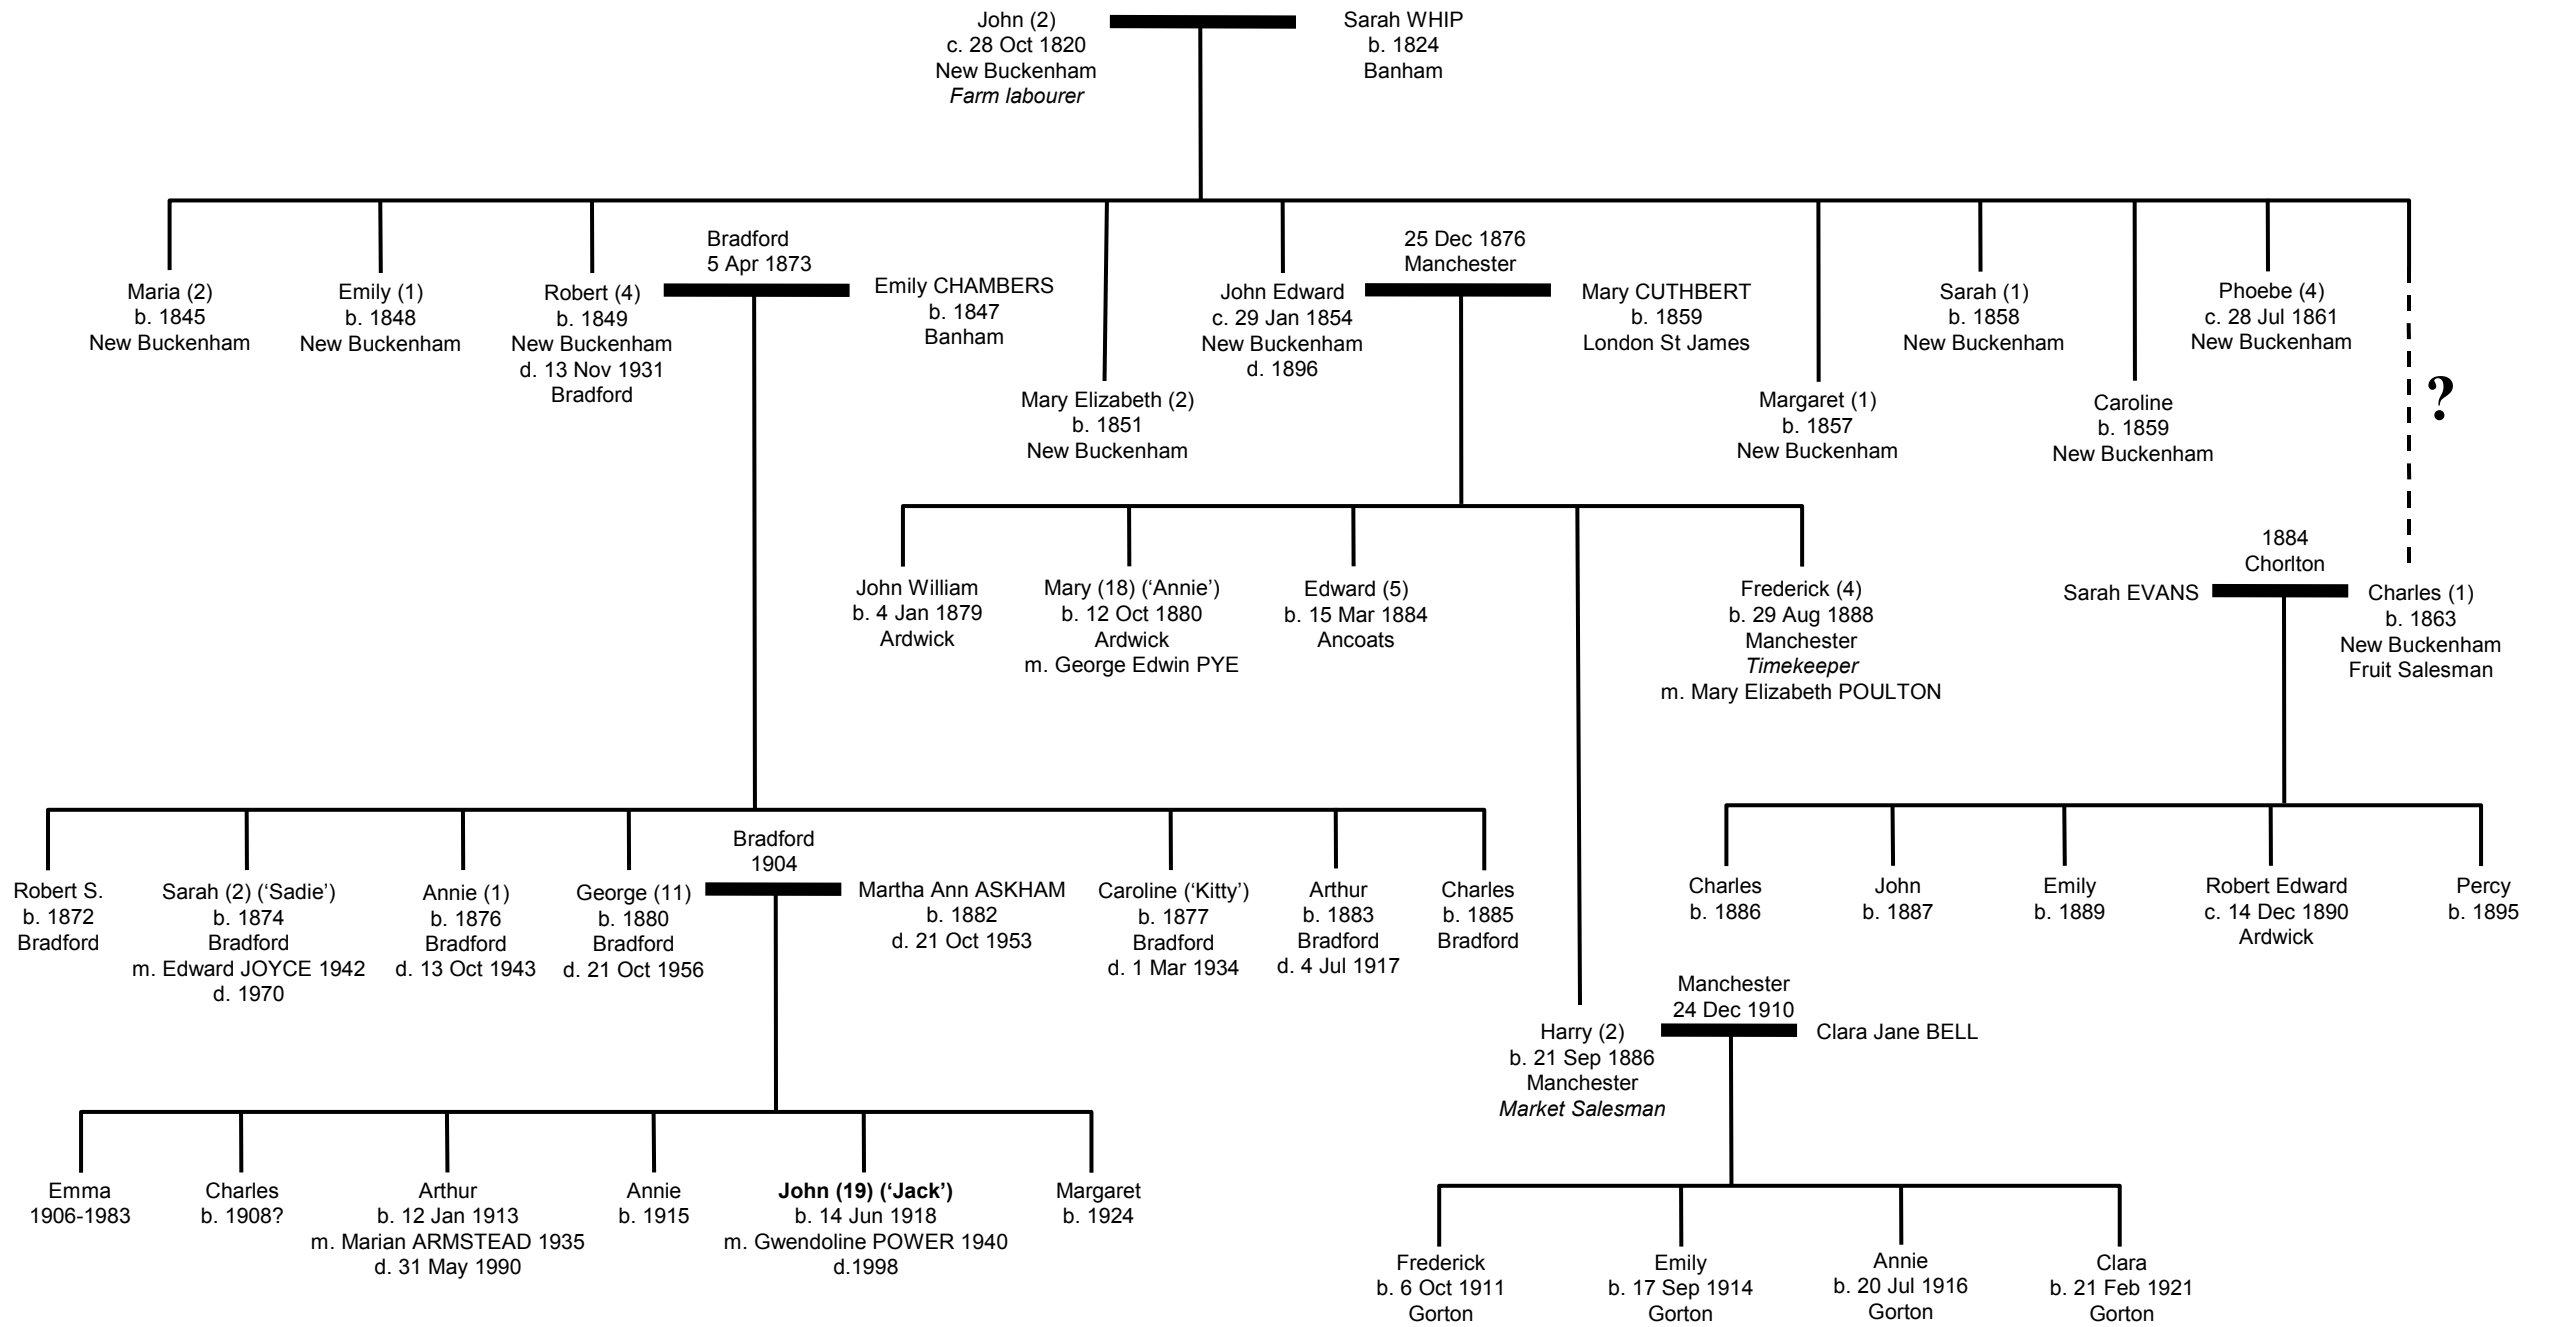 John (2)
c. 28 Oct 1820
New Buckenham
Farm labourer
Sarah WHIP
b. 1824
Banham
Maria (2)
b. 1845
New Buckenham
Emily (1)
b. 1848
New Buckenham
Robert (4)
b. 1849
New Buckenham
d. 13 Nov 1931
Bradford
Bradford
5 Apr 1873
Emily CHAMBERS
b. 1847
Banham
Mary Elizabeth (2)
b. 1851
New Buckenham
John Edward
c. 29 Jan 1854
New Buckenham
d. 1896
25 Dec 1876
Manchester
Mary CUTHBERT
b. 1859
London St James
Margaret (1)
b. 1857
New Buckenham
Sarah (1)
b. 1858
New Buckenham
Caroline
b. 1859
New Buckenham
Phoebe (4)
c. 28 Jul 1861
New Buckenham
?
John William
b. 4 Jan 1879
Ardwick
Mary (18) (‘Annie’)
b. 12 Oct 1880
Ardwick
m. George Edwin PYE
Edward (5)
b. 15 Mar 1884
Ancoats
Frederick (4)
b. 29 Aug 1888
Manchester
Timekeeper
m. Mary Elizabeth POULTON
Sarah EVANS
1884
Chorlton
Charles (1)
b. 1863
New Buckenham
Fruit Salesman
Robert S.
b. 1872
Bradford
Sarah (2) (‘Sadie’)
b. 1874
Bradford
m. Edward JOYCE 1942
d. 1970
Annie (1)
b. 1876
Bradford
d. 13 Oct 1943
George (11)
b. 1880
Bradford
d. 21 Oct 1956
Bradford
1904
Martha Ann ASKHAM
b. 1882
d. 21 Oct 1953
Caroline (‘Kitty’)
b. 1877
Bradford
d. 1 Mar 1934
Arthur
b. 1883
Bradford
d. 4 Jul 1917
Charles
b. 1885
Bradford
Charles
b. 1886
John
b. 1887
Emily
b. 1889
Robert Edward
c. 14 Dec 1890
Ardwick
Percy
b. 1895
Harry (2)
b. 21 Sep 1886
Manchester
Market Salesman
Manchester
24 Dec 1910
Clara Jane BELL
Emma
1906-1983
Charles
b. 1908?
Arthur
b. 12 Jan 1913
m. Marian ARMSTEAD 1935
d. 31 May 1990
Annie
b. 1915
John (19) (‘Jack’)
b. 14 Jun 1918
m. Gwendoline POWER 1940
d.1998
Margaret
b. 1924
Frederick
b. 6 Oct 1911
Gorton
Emily
b. 17 Sep 1914
Gorton
Annie
b. 20 Jul 1916
Gorton
Clara
b. 21 Feb 1921
Gorton